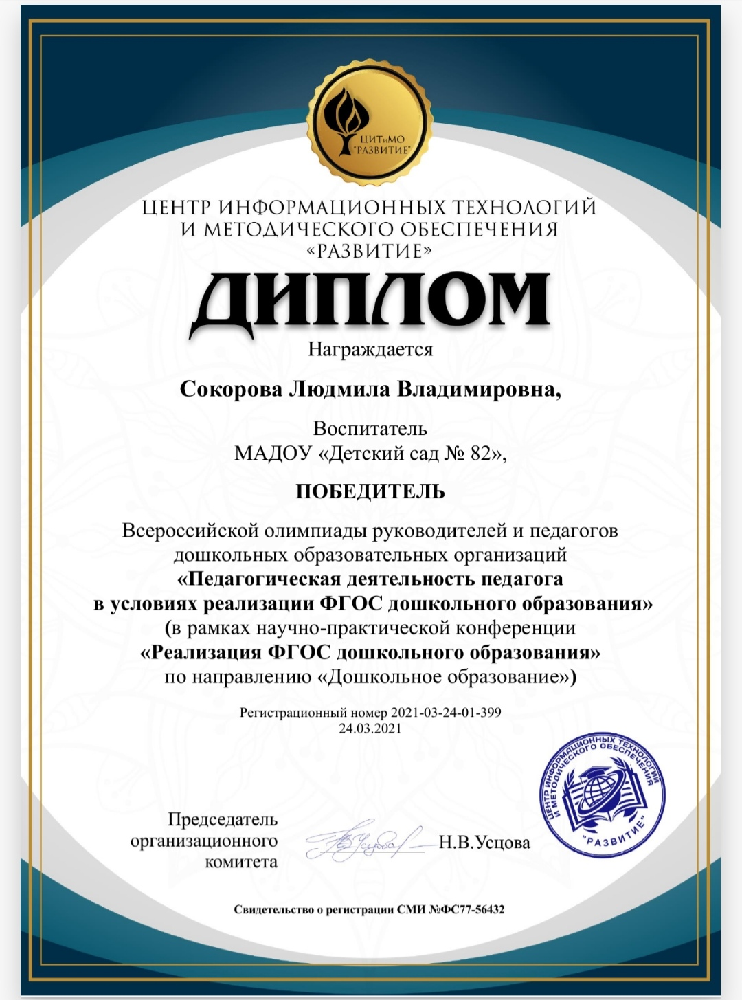 ЦИТиМО
"РАЗВИТИЕ"
ЦЕНТР ИНФОРМАЦИОННЫХ ТЕХНОЛОГИЙ
И МЕТОДИЧЕСКОГО ОБЕСПЕЧЕНИЯ
«РАЗВИТИЕ»
ДИПЛОМ
Награждается
Сокорова Людмила Владимировна,
Воспитатель
МАДОУ «Детский сад № 82»,
ПОБЕДИТЕЛЬ
Всероссийской олимпиады руководителей и педагогов
дошкольных образовательных организаций
«Педагогическая деятельность педагога
в условиях реализации ФГОС дошкольного образования»
(в рамках научно-практической конференции
«Реализация ФГОС дошкольного образования»
по направлению «Дошкольное образование»)
Регистрационный номер 2021-03-24-01-399
24.03.2021
ЦЕНТР ИНФОРМАЦИОННЫХ ТЕХНОЛОГИЙ
И МЕТОДИЧЕСКОГО ОБЕСПЕЧЕНИЯ
"РАЗВИТИЕ"
Председатель
организационного
комитета
Н.В.Усцова
Свидетельство о регистрации СМИ №ФС77-56432